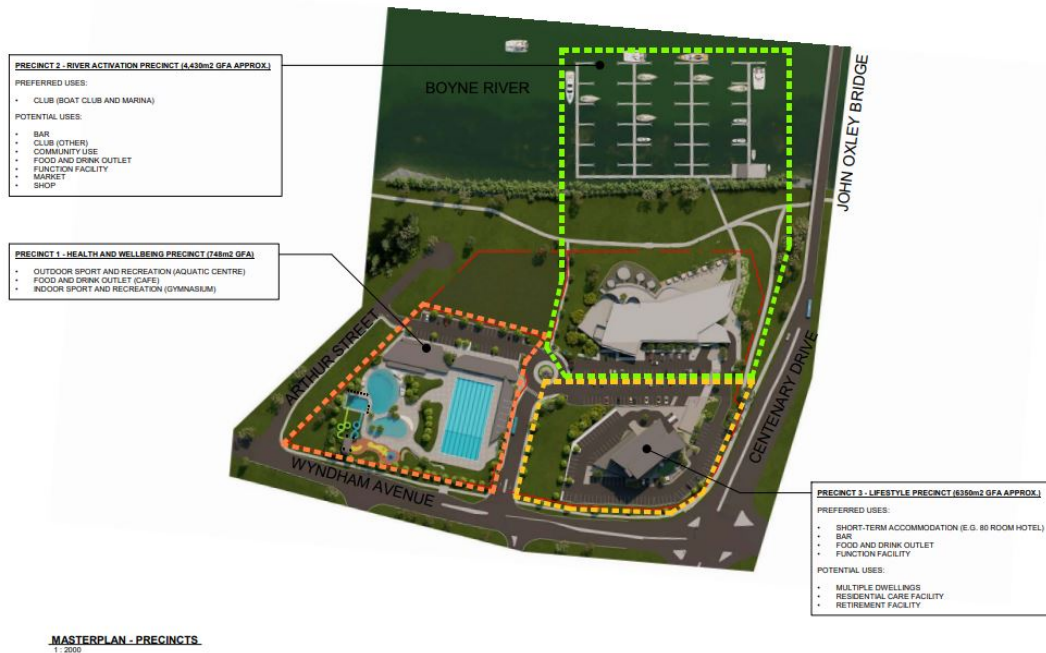 PRECINCT 2 - RIVER ACTIVATION PRECINCT (4,430m2 GFA APPROX.)
PREFERRED USES:
• CLUB (BOAT CLUB AND MARINA)
POTENTIAL USES:
• BAR
• CLUB (OTHER)
• COMMUNITY USE
• FOOD AND DRINK OUTLET
• FUNCTION FACILITY
• MARKET
• SHOP
BOYNE RIVER
JOHN OXLEY BRIDGE
PRECINCT 1 - HEALTH AND WELLBEING PRECINCT (748m2 GFA)
• OUTDOOR SPORT AND RECREATION (AQUATIC CENTRE)
• FOOD AND DRINK OUTLET (CAFE)
• INDOOR SPORT AND RECREATION (GYMNASIUM)
ARTHUR STREET
WYNDHAM AVENUE
CENTENARY DRIVE
PRECINCT 3 - LIFESTYLE PRECINCT (6350m2 GFA APPROX.)
PREFERRED USES:
• SHORT-TERM ACCOMMODATION (E.G. 80 ROOM HOTEL)
• BAR
• FOOD AND DRINK OUTLET
• FUNCTION FACILITY
POTENTIAL USES:
• MULTIPLE DWELLINGS
• RESIDENTIAL CARE FACILITY
• RETIREMENT FACILITY
MASTERPLAN - PRECINCTS
1 : 2000